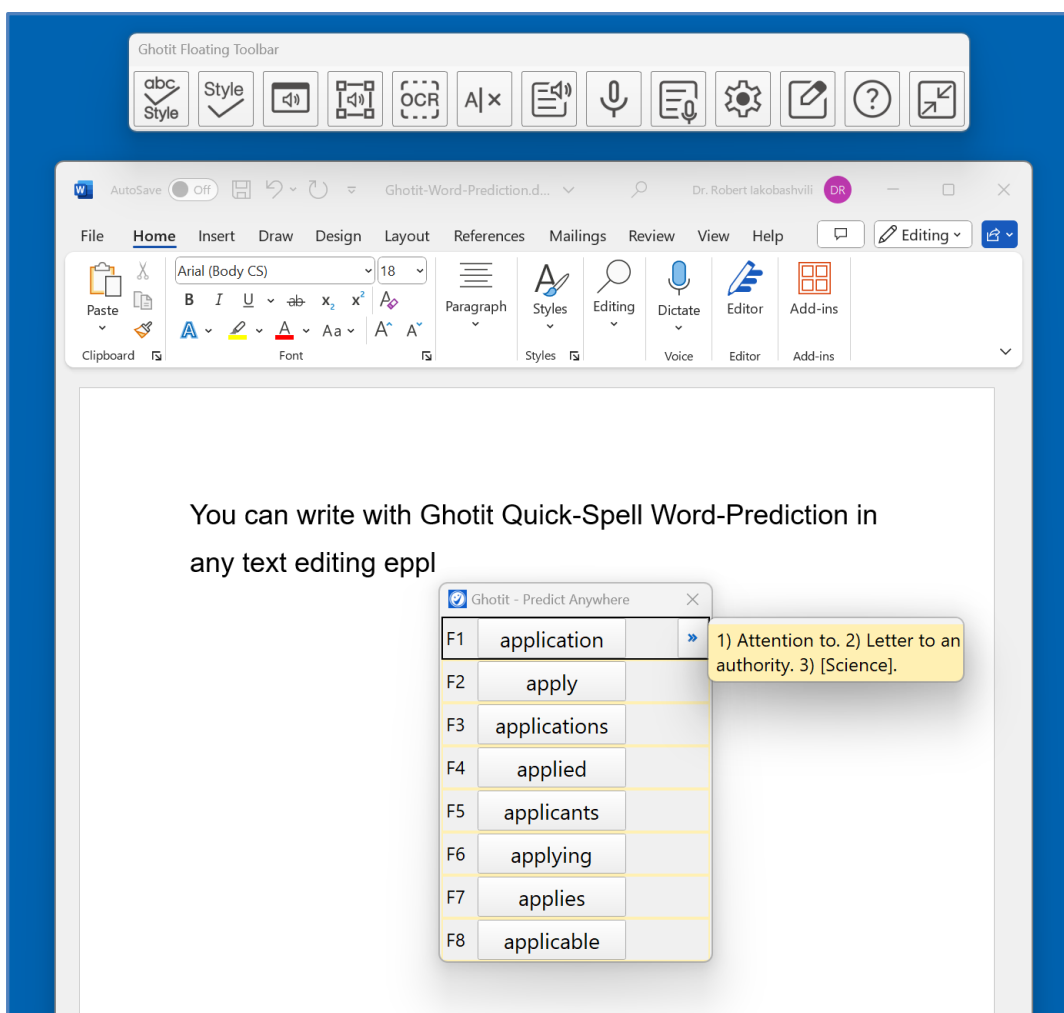 Ghotit Floating Toolbar
abc Style
Style
OCR
A
?
W
AutoSave Off Ghotit-Word-Prediction.d... Dr. Robert Iakobashvili DR
File Home Insert Draw Design Layout References Mailings Review View Help Editing
Arial (Body CS) 18
Paste
B I U ab x₂ x² A
A A Aa A^ Aˇ
Paragraph Styles Editing Dictate Editor Add-ins
Clipboard Font Styles Voice Editor Add-ins
You can write with Ghotit Quick-Spell Word-Prediction in
any text editing eppl
Ghotit - Predict Anywhere
F1 application »
1) Attention to. 2) Letter to an
authority. 3) [Science].
F2 apply
F3 applications
F4 applied
F5 applicants
F6 applying
F7 applies
F8 applicable